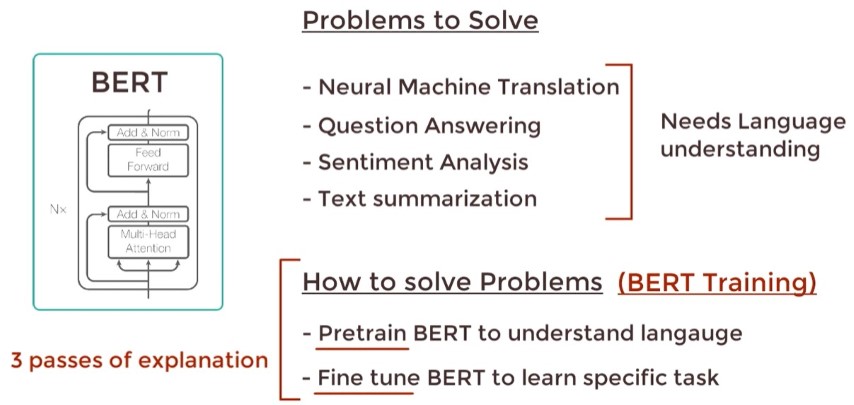 Problems to Solve
BERT
Add & Norm
Feed
Forward
Nx
Add & Norm
Multi-Head
Attention
- Neural Machine Translation
- Question Answering
- Sentiment Analysis
- Text summarization
Needs Language
understanding
How to solve Problems (BERT Training)
- Pretrain BERT to understand langauge
- Fine tune BERT to learn specific task
3 passes of explanation